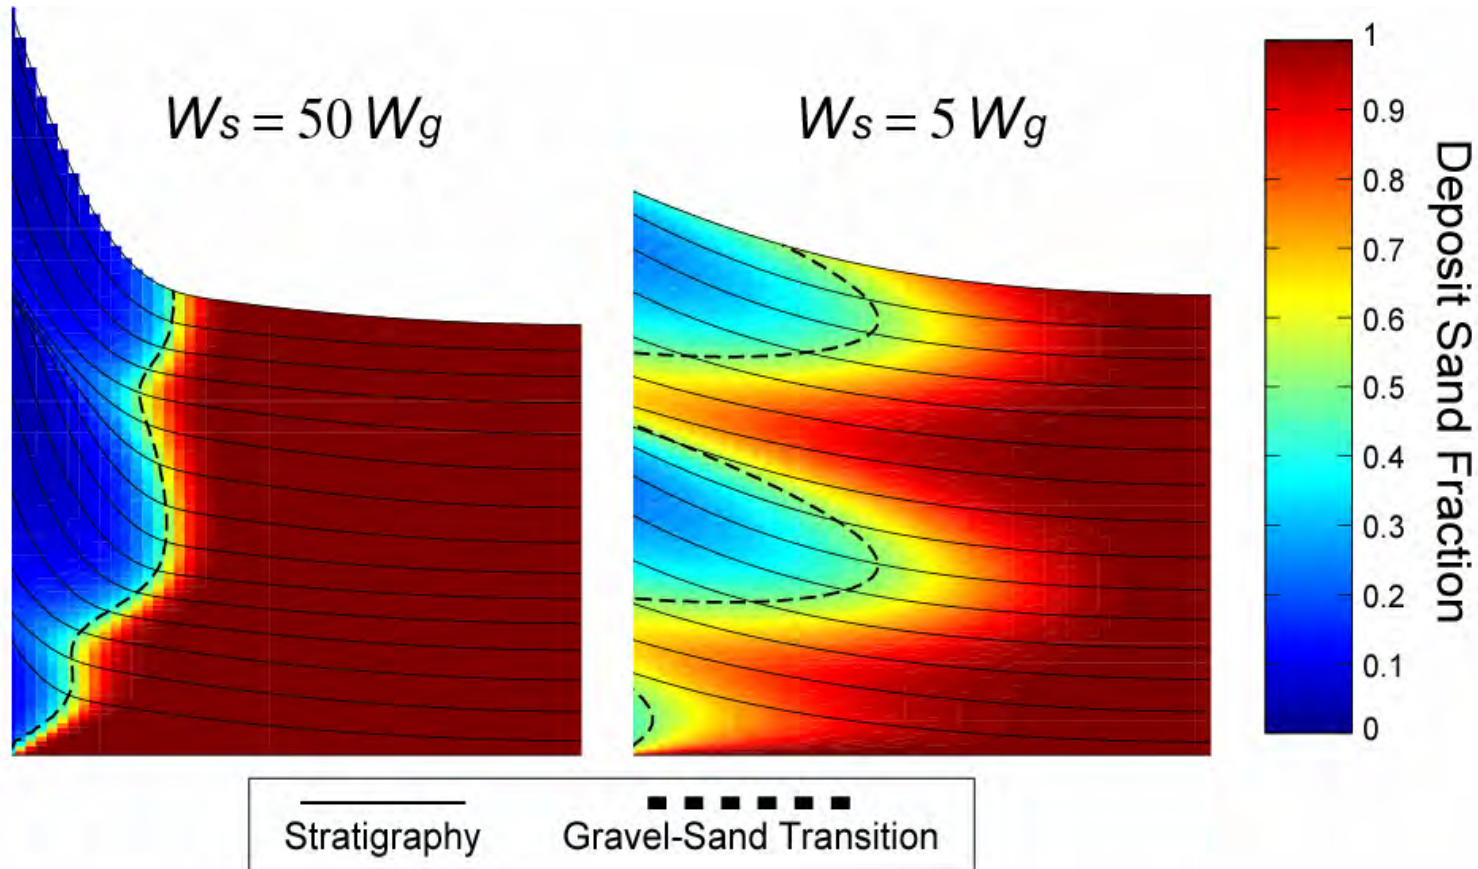 Ws = 50 Wg
Ws = 5 Wg
1
0.9
0.8
0.7
0.6
0.5
0.4
0.3
0.2
0.1
0
Deposit Sand Fraction
Stratigraphy
Gravel-Sand Transition